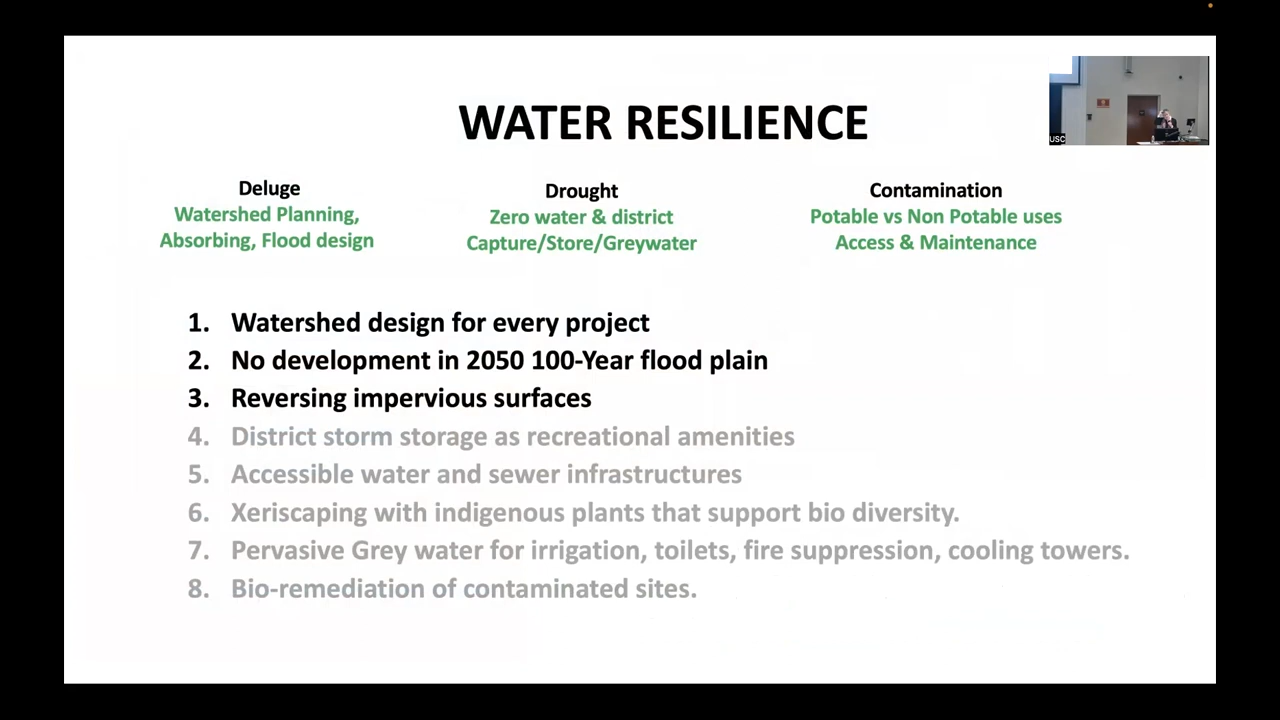 WATER RESILIENCE
USC
Deluge
Watershed Planning,
Absorbing, Flood design
Drought
Zero water & district
Capture/Store/Greywater
Contamination
Potable vs Non Potable uses
Access & Maintenance
1. Watershed design for every project
2. No development in 2050 100-Year flood plain
3. Reversing impervious surfaces
4. District storm storage as recreational amenities
5. Accessible water and sewer infrastructures
6. Xeriscaping with indigenous plants that support bio diversity.
7. Pervasive Grey water for irrigation, toilets, fire suppression, cooling towers.
8. Bio-remediation of contaminated sites.